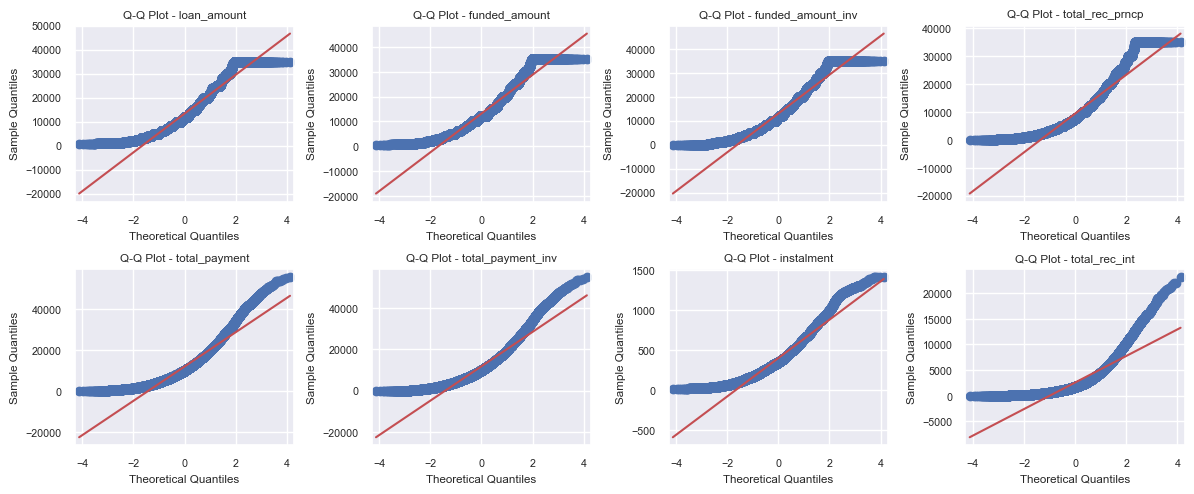 Q-Q Plot - loan_amount
50000
40000
30000
20000
10000
0
−10000
−20000
Sample Quantiles
−4 −2 0 2 4
Theoretical Quantiles
Q-Q Plot - funded_amount
40000
30000
20000
10000
0
−10000
−20000
Sample Quantiles
−4 −2 0 2 4
Theoretical Quantiles
Q-Q Plot - funded_amount_inv
40000
30000
20000
10000
0
−10000
−20000
Sample Quantiles
−4 −2 0 2 4
Theoretical Quantiles
Q-Q Plot - total_rec_prncp
40000
30000
20000
10000
0
−10000
−20000
Sample Quantiles
−4 −2 0 2 4
Theoretical Quantiles
Q-Q Plot - total_payment
40000
20000
0
−20000
Sample Quantiles
−4 −2 0 2 4
Theoretical Quantiles
Q-Q Plot - total_payment_inv
40000
20000
0
−20000
Sample Quantiles
−4 −2 0 2 4
Theoretical Quantiles
Q-Q Plot - instalment
1500
1000
500
0
−500
Sample Quantiles
−4 −2 0 2 4
Theoretical Quantiles
Q-Q Plot - total_rec_int
20000
15000
10000
5000
0
−5000
Sample Quantiles
−4 −2 0 2 4
Theoretical Quantiles